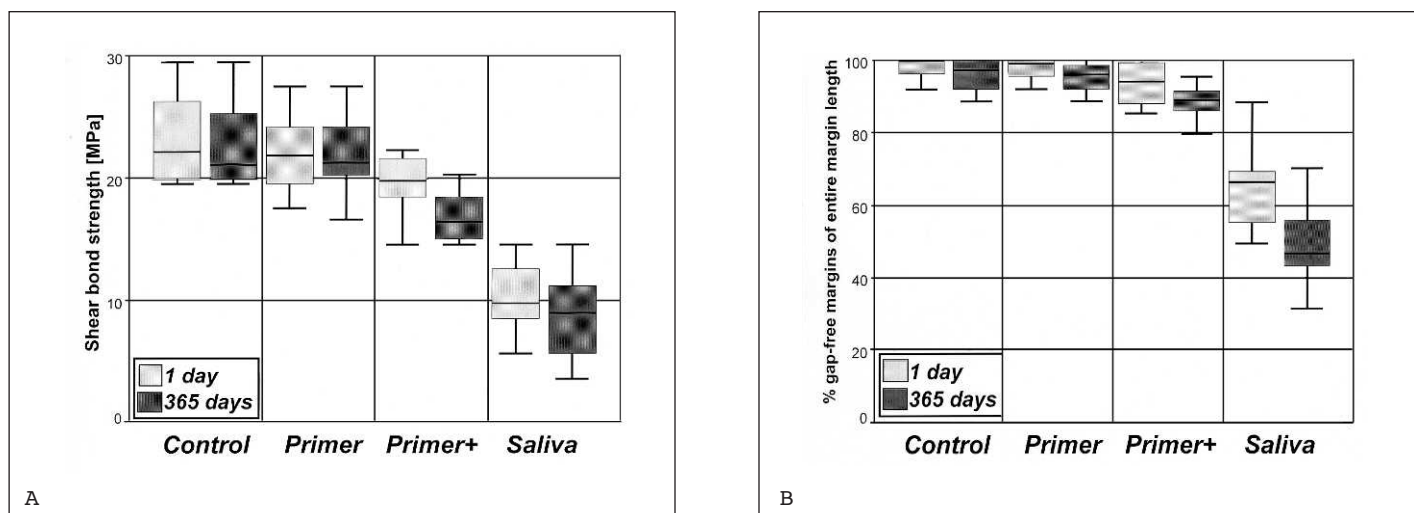 Shear bond strength [MPa]
30
20
10
0
1 day
365 days
Control Primer Primer+ Saliva
A
% gap-free margins of entire margin length
100
80
60
40
20
0
1 day
365 days
Control Primer Primer+ Saliva
B